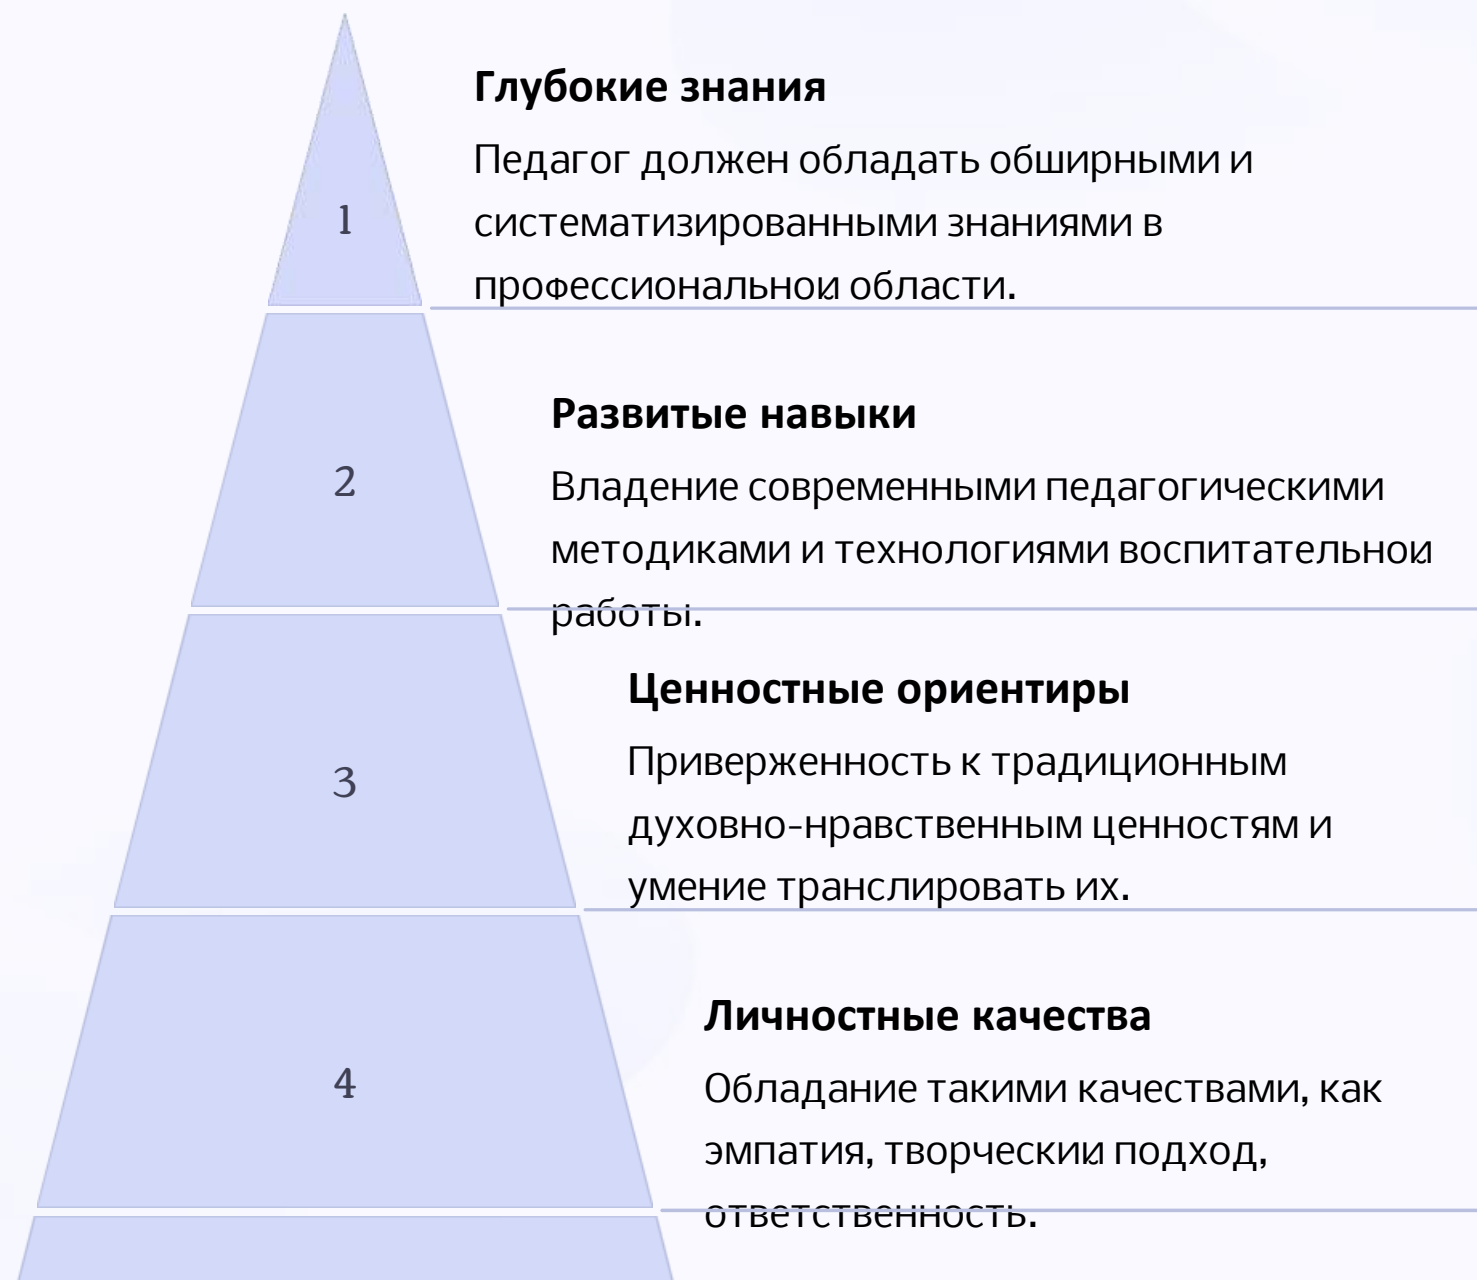 Глубокие знания
Педагог должен обладать обширными и
систематизированными знаниями в
1
профессиональной области.
Развитые навыки
2
Владение современными педагогическими
методиками и технологиями воспитательной
работы.
Ценностные ориентиры
3
Приверженность к традиционным
духовно-нравственным ценностям и
умение транслировать их.
Личностные качества
4
Обладание такими качествами, как
эмпатия, творческий подход,
ответственность.